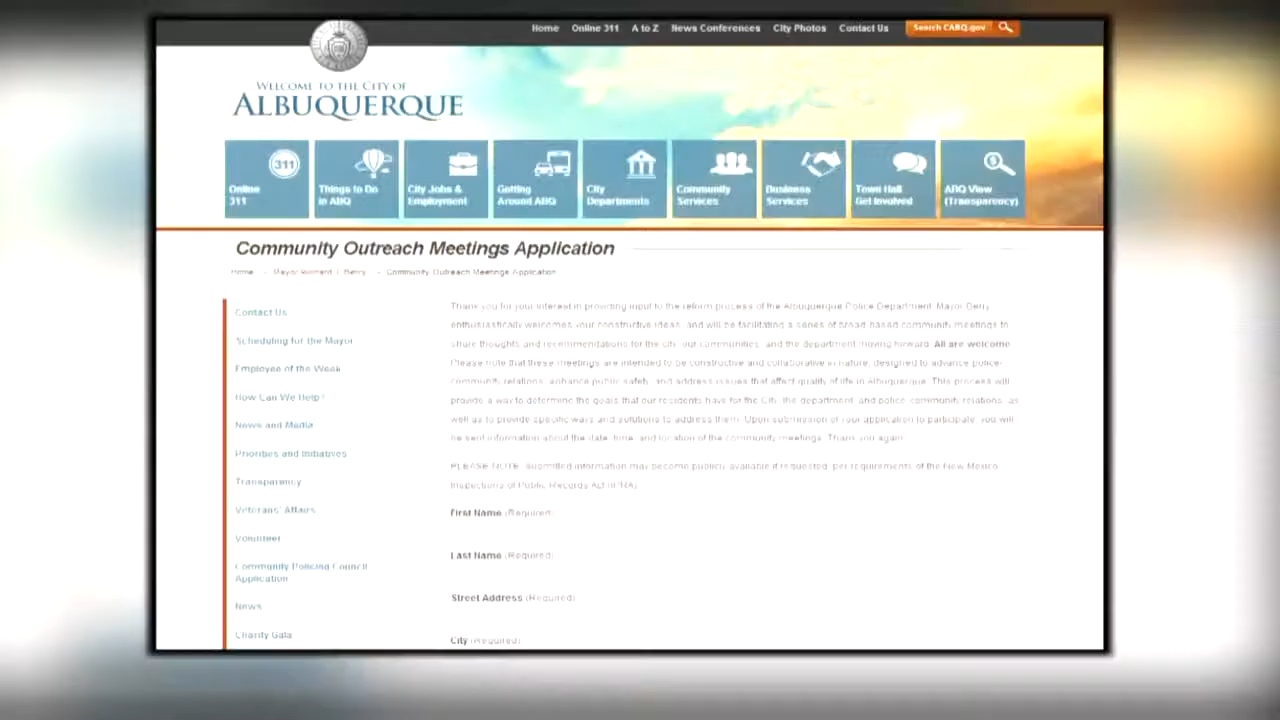 Home Online 311 A to Z News Conferences City Photos Contact Us Search CABQ.gov
WELCOME TO THE CITY OF
ALBUQUERQUE
311
Online
311
Things to Do
in ABQ
City Jobs &
Employment
Getting
Around ABQ
City
Departments
Community
Services
Business
Services
Town Hall
Get Involved
ABQ View
(Transparency)
Community Outreach Meetings Application
Home → Mayor Richard J. Berry → Community Outreach Meetings Application
Contact Us
Scheduling for the Mayor
Employee of the Week
How Can We Help?
News and Media
Priorities and Initiatives
Transparency
Veterans' Affairs
Volunteer
Community Policing Council
Application
News
Charity Gala
Thank you for your interest in providing input to the reform process of the Albuquerque Police Department. Mayor Berry
enthusiastically welcomes your constructive ideas, and will be facilitating a series of broad-based community meetings to
share thoughts and recommendations for the city, our communities, and the department moving forward. All are welcome.
Please note that these meetings are intended to be constructive and collaborative in nature, designed to advance police-
community relations, enhance public safety, and address issues that affect quality of life in Albuquerque. This process will
provide a way to determine the goals that our residents have for the City, the department, and police-community relations, as
well as to provide specific ways and solutions to address them. Upon submission of your application to participate, you will
be sent information about the date, time, and location of the community meetings. Thank you again.
PLEASE NOTE: Submitted information may become publicly available if requested, per requirements of the New Mexico
Inspections of Public Records Act (IPRA).
First Name (Required)
Last Name (Required)
Street Address (Required)
City (Required)